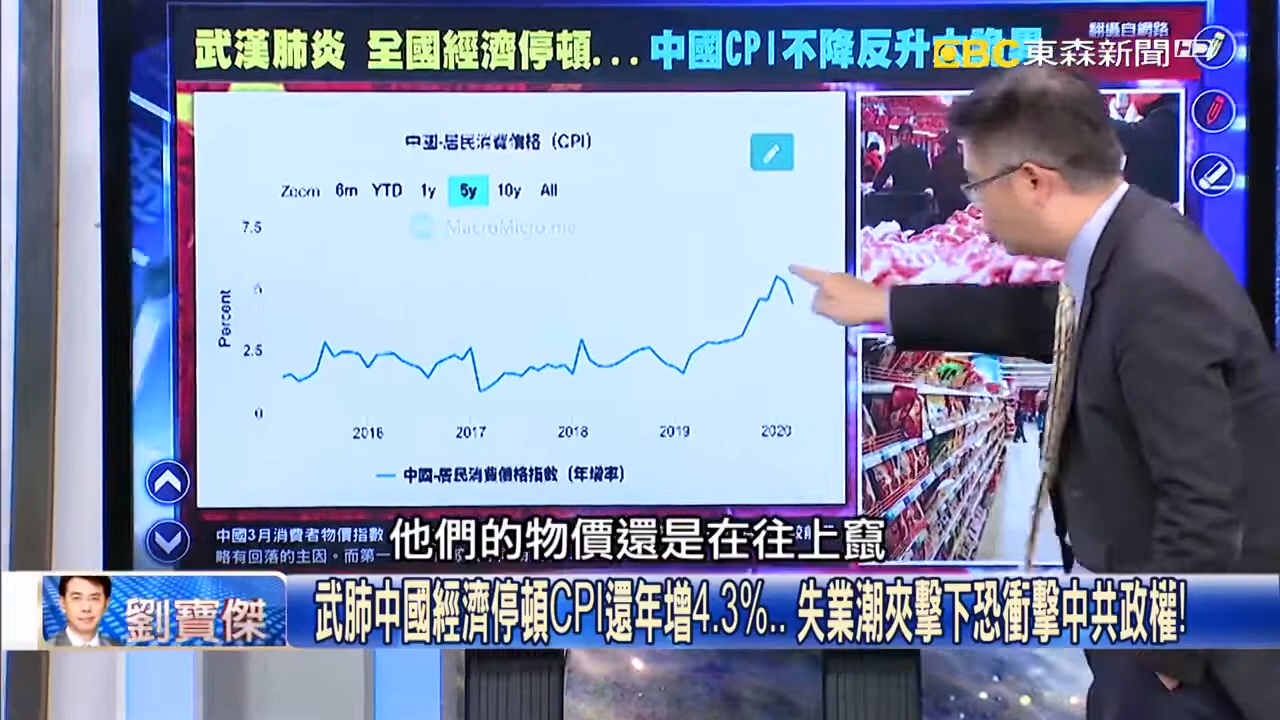 武漢肺炎 全國經濟停頓...中國CPI不降反升
翻攝自網路
EBC東森新聞HD
中國-居民消費價格 (CPI)
Zoom 6m YTD 1y 5y 10y All
MacroMicro.me
7.5
5
2.5
0
Percent
2016 2017 2018 2019 2020
中國-居民消費價格指數 (年增率)
中國3月消費者物價指數
略有回落的主因。而第一
他們的物價還是在往上竄
劉寶傑
武肺中國經濟停頓CPI還年增4.3%..失業潮夾擊下恐衝擊中共政權!